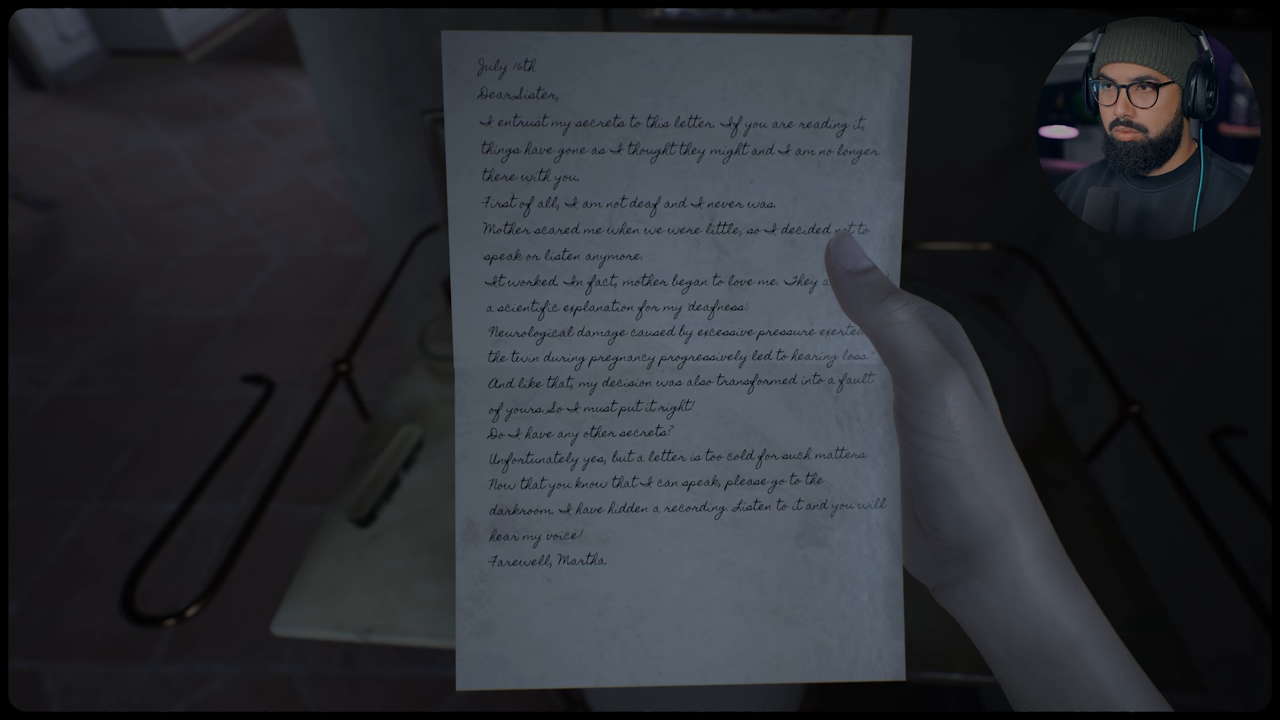 July 16th
Dear Sister,
I entrust my secrets to this letter. If you are reading it,
things have gone as I thought they might and I am no longer
there with you.
First of all, I am not deaf and I never was.
Mother scared me when we were little, so I decided not to
speak or listen anymore.
It worked. In fact, mother began to love me. They
a scientific explanation for my 'deafness':
"Neurological damage caused by excessive pressure exerted
the twin during pregnancy progressively led to hearing loss."
And like that, my decision was also transformed into a fault
of yours. So I must put it right!
Do I have any other secrets?
Unfortunately yes, but a letter is too cold for such matters.
Now that you know that I can speak, please go to the
darkroom. I have hidden a recording. Listen to it and you will
hear my voice!
Farewell, Martha